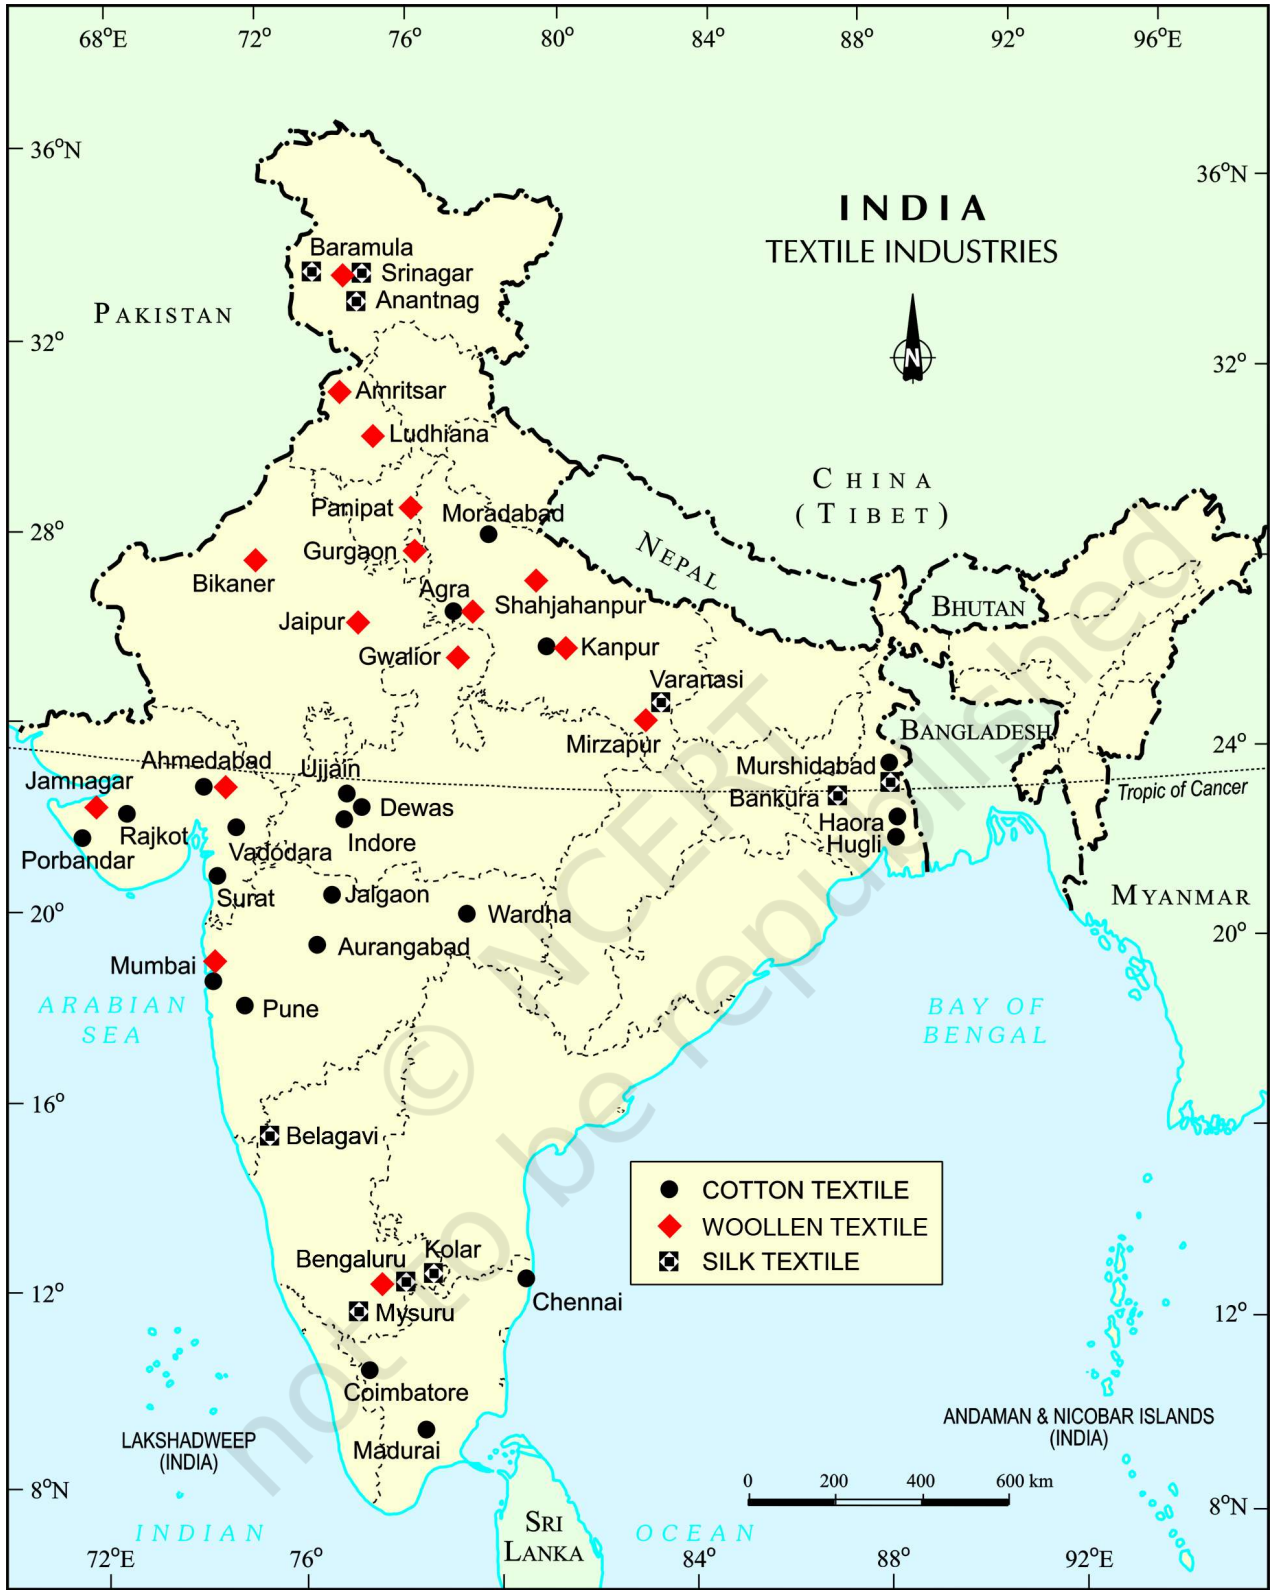 68°E 72° 76° 80° 84° 88° 92° 96°E
36°N
36°N
INDIA
TEXTILE INDUSTRIES
Baramula
Srinagar
Anantnag
PAKISTAN
N
32°
32°
Amritsar
Ludhiana
CHINA
(TIBET)
Panipat
Moradabad
28°
Gurgaon
NEPAL
Bikaner
Agra
Shahjahanpur
BHUTAN
Jaipur
Kanpur
Gwalior
Varanasi
Mirzapur
BANGLADESH
24°
Ahmedabad
Ujjain
Murshidabad
Jamnagar
Bankura
Tropic of Cancer
Dewas
Rajkot
Indore
Haora
Hugli
Porbandar
Vadodara
Surat
Jalgaon
MYANMAR
20°
Wardha
20°
Aurangabad
Mumbai
Pune
ARABIAN
SEA
BAY OF
BENGAL
16°
Belagavi
COTTON TEXTILE
WOOLLEN TEXTILE
SILK TEXTILE
Bengaluru
Kolar
12°
Chennai
12°
Mysuru
Coimbatore
Madurai
LAKSHADWEEP
(INDIA)
ANDAMAN & NICOBAR ISLANDS
(INDIA)
0 200 400 600 km
8°N
8°N
SRI
LANKA
INDIAN OCEAN
72°E 76° 84° 88° 92°E
© NCERT
not to be republished